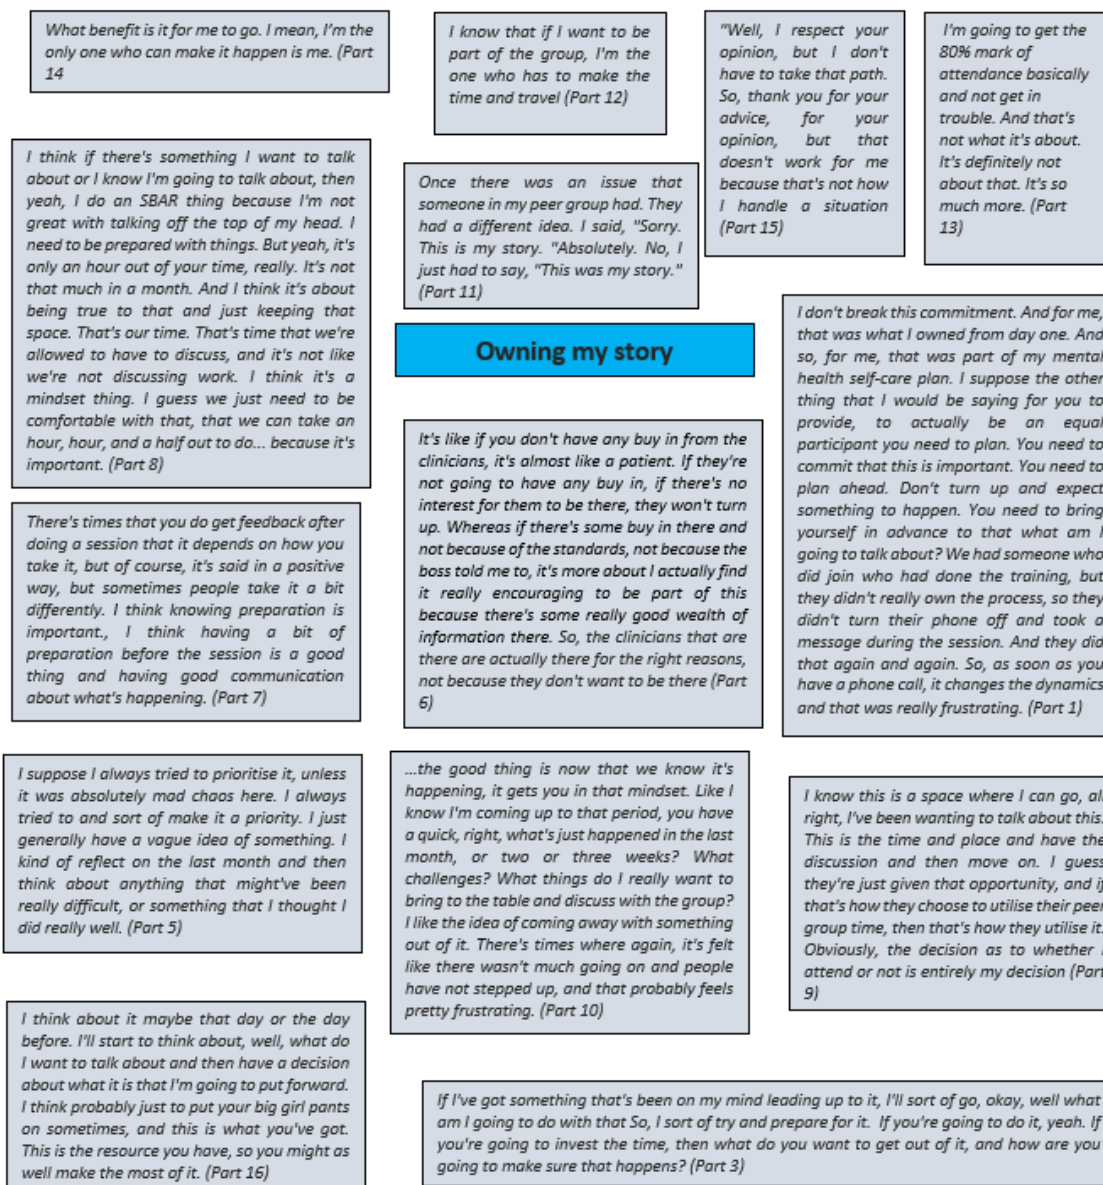 What benefit is it for me to go. I mean, I'm the
only one who can make it happen is me. (Part
14
I know that if I want to be
part of the group, I'm the
one who has to make the
time and travel (Part 12)
"Well, I respect your
opinion, but I don't
have to take that path.
So, thank you for your
advice, for your
opinion, but that
doesn't work for me
because that's not how
I handle a situation
(Part 15)
I'm going to get the
80% mark of
attendance basically
and not get in
trouble. And that's
not what it's about.
It's definitely not
about that. It's so
much more. (Part
13)
I think if there's something I want to talk
about or I know I'm going to talk about, then
yeah, I do an SBAR thing because I'm not
great with talking off the top of my head. I
need to be prepared with things. But yeah, it's
only an hour out of your time, really. It's not
that much in a month. And I think it's about
being true to that and just keeping that
space. That's our time. That's time that we're
allowed to have to discuss, and it's not like
we're not discussing work. I think it's a
mindset thing. I guess we just need to be
comfortable with that, that we can take an
hour, hour, and a half out to do... because it's
important. (Part 8)
Once there was an issue that
someone in my peer group had. They
had a different idea. I said, "Sorry.
This is my story. "Absolutely. No, I
just had to say, "This was my story."
(Part 11)
Owning my story
I don't break this commitment. And for me,
that was what I owned from day one. And
so, for me, that was part of my mental
health self-care plan. I suppose the other
thing that I would be saying for you to
provide, to actually be an equal
participant you need to plan. You need to
commit that this is important. You need to
plan ahead. Don't turn up and expect
something to happen. You need to bring
yourself in advance to that what am I
going to talk about? We had someone who
did join who had done the training, but
they didn't really own the process, so they
didn't turn their phone off and took a
message during the session. And they did
that again and again. So, as soon as you
have a phone call, it changes the dynamics
and that was really frustrating. (Part 1)
It's like if you don't have any buy in from the
clinicians, it's almost like a patient. If they're
not going to have any buy in, if there's no
interest for them to be there, they won't turn
up. Whereas if there's some buy in there and
not because of the standards, not because the
boss told me to, it's more about I actually find
it really encouraging to be part of this
because there's some really good wealth of
information there. So, the clinicians that are
there are actually there for the right reasons,
not because they don't want to be there (Part
6)
There's times that you do get feedback after
doing a session that it depends on how you
take it, but of course, it's said in a positive
way, but sometimes people take it a bit
differently. I think knowing preparation is
important., I think having a bit of
preparation before the session is a good
thing and having good communication
about what's happening. (Part 7)
I suppose I always tried to prioritise it, unless
it was absolutely mad chaos here. I always
tried to and sort of make it a priority. I just
generally have a vague idea of something. I
kind of reflect on the last month and then
think about anything that might've been
really difficult, or something that I thought I
did really well. (Part 5)
...the good thing is now that we know it's
happening, it gets you in that mindset. Like I
know I'm coming up to that period, you have
a quick, right, what's just happened in the last
month, or two or three weeks? What
challenges? What things do I really want to
bring to the table and discuss with the group?
I like the idea of coming away with something
out of it. There's times where again, it's felt
like there wasn't much going on and people
have not stepped up, and that probably feels
pretty frustrating. (Part 10)
I know this is a space where I can go, all
right, I've been wanting to talk about this.
This is the time and place and have the
discussion and then move on. I guess
they're just given that opportunity, and if
that's how they choose to utilise their peer
group time, then that's how they utilise it.
Obviously, the decision as to whether I
attend or not is entirely my decision (Part
9)
I think about it maybe that day or the day
before. I'll start to think about, well, what do
I want to talk about and then have a decision
about what it is that I'm going to put forward.
I think probably just to put your big girl pants
on sometimes, and this is what you've got.
This is the resource you have, so you might as
well make the most of it. (Part 16)
If I've got something that's been on my mind leading up to it, I'll sort of go, okay, well what
am I going to do with that So, I sort of try and prepare for it. If you're going to do it, yeah. If
you're going to invest the time, then what do you want to get out of it, and how are you
going to make sure that happens? (Part 3)